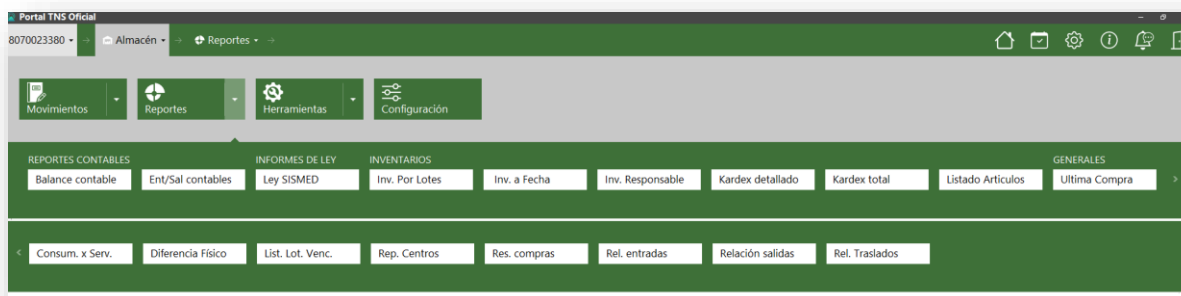 Portal TNS Oficial
8070023380 Almacén Reportes
Movimientos Reportes Herramientas Configuración
REPORTES CONTABLES INFORMES DE LEY INVENTARIOS GENERALES
Balance contable Ent/Sal contables Ley SISMED Inv. Por Lotes Inv. a Fecha Inv. Responsable Kardex detallado Kardex total Listado Articulos Ultima Compra
Consum. x Serv. Diferencia Físico List. Lot. Venc. Rep. Centros Res. compras Rel. entradas Relación salidas Rel. Traslados